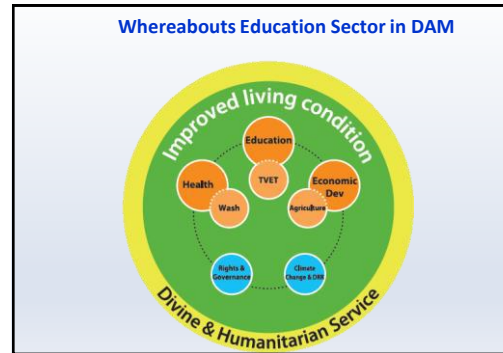 Whereabouts Education Sector in DAM
Improved living condition
Education
TVET
Health
Wash
Economic
Dev
Agriculture
Rights &
Governance
Climate
Change & DRR
Divine & Humanitarian Service